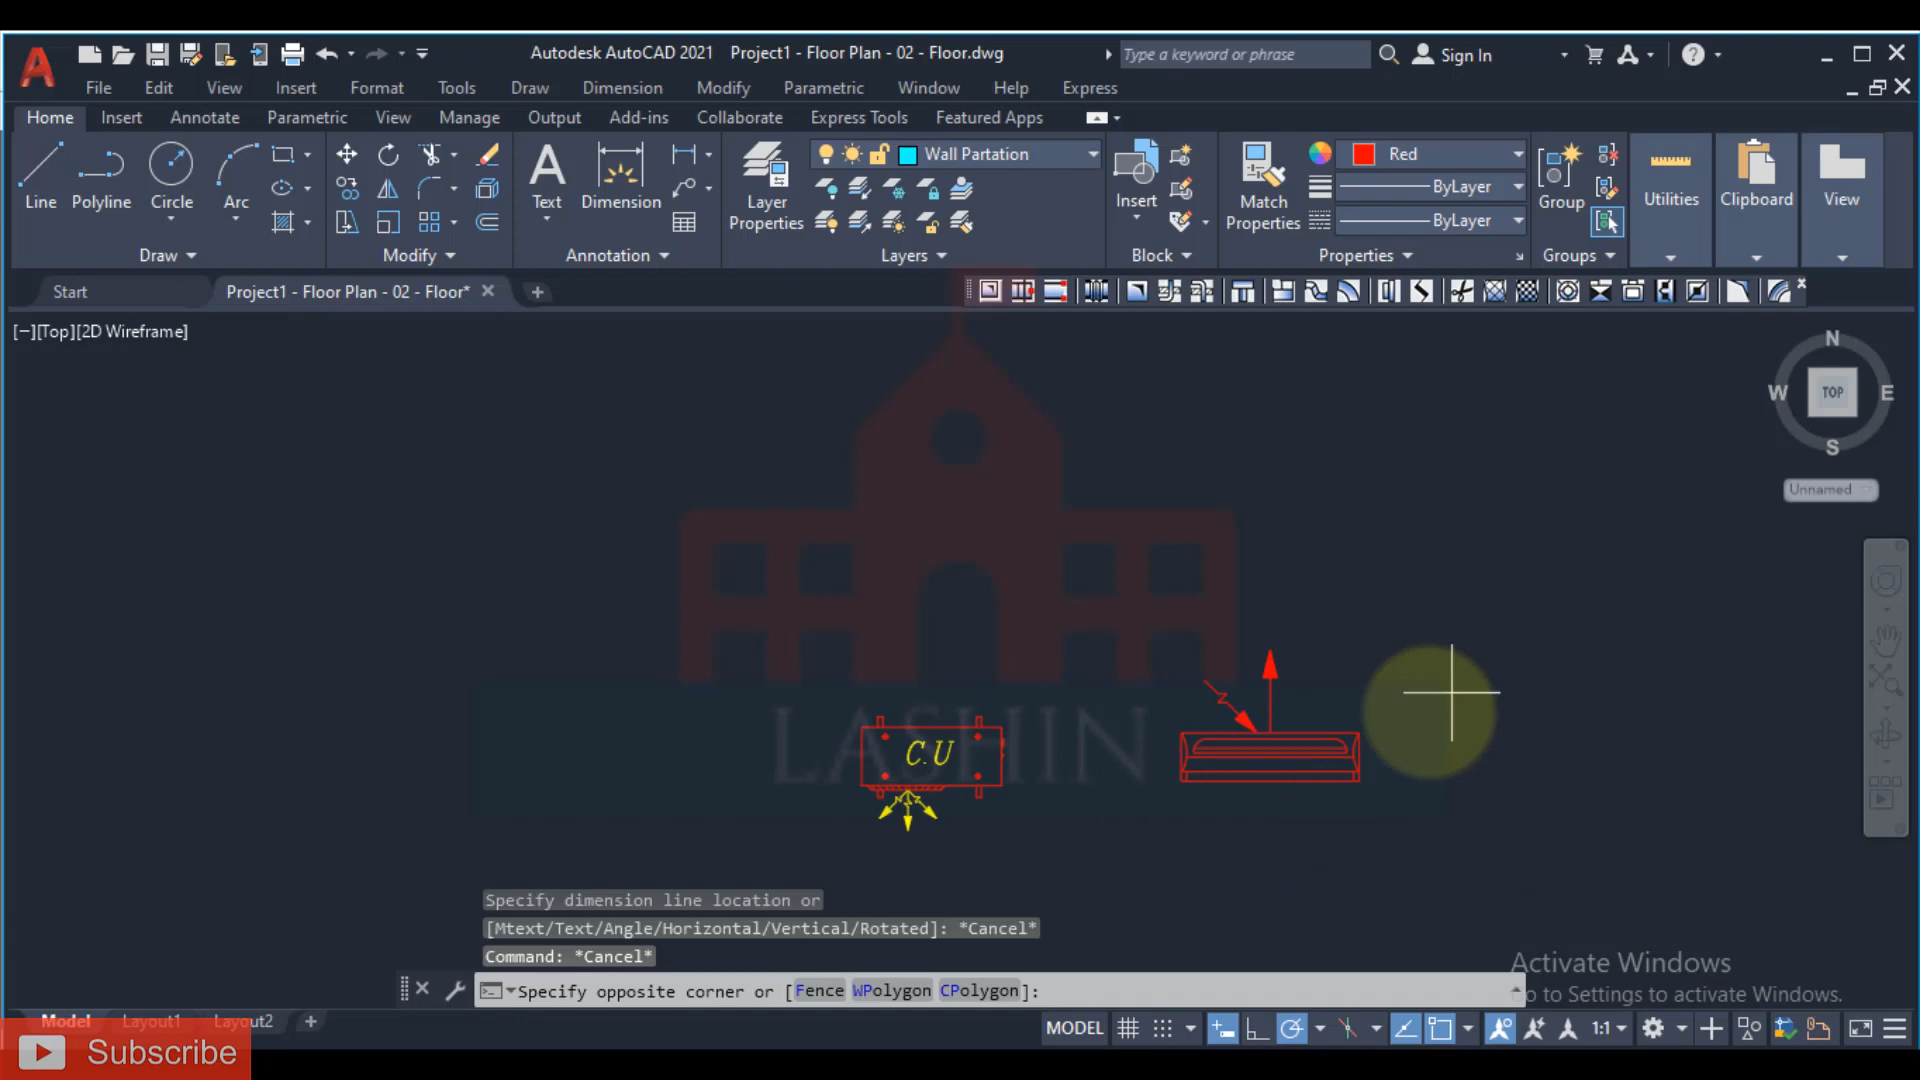 Autodesk AutoCAD 2021 Project1 - Floor Plan - 02 - Floor.dwg
Type a keyword or phrase
Sign In
File Edit View Insert Format Tools Draw Dimension Modify Parametric Window Help Express
Home Insert Annotate Parametric View Manage Output Add-ins Collaborate Express Tools Featured Apps
Line Polyline Circle Arc
Text Dimension
Layer Properties
Wall Partation
Insert
Match Properties
Red
ByLayer
ByLayer
Group
Utilities
Clipboard
View
Draw Modify Annotation Layers Block Properties Groups
Start Project1 - Floor Plan - 02 - Floor*
[−][Top][2D Wireframe]
N
W TOP E
S
Unnamed
LASHIN
C.U
Specify dimension line location or
[Mtext/Text/Angle/Horizontal/Vertical/Rotated]: *Cancel*
Command: *Cancel*
Specify opposite corner or [Fence WPolygon CPolygon]:
Activate Windows
Go to Settings to activate Windows.
Model Layout1 Layout2
MODEL
1:1
Subscribe